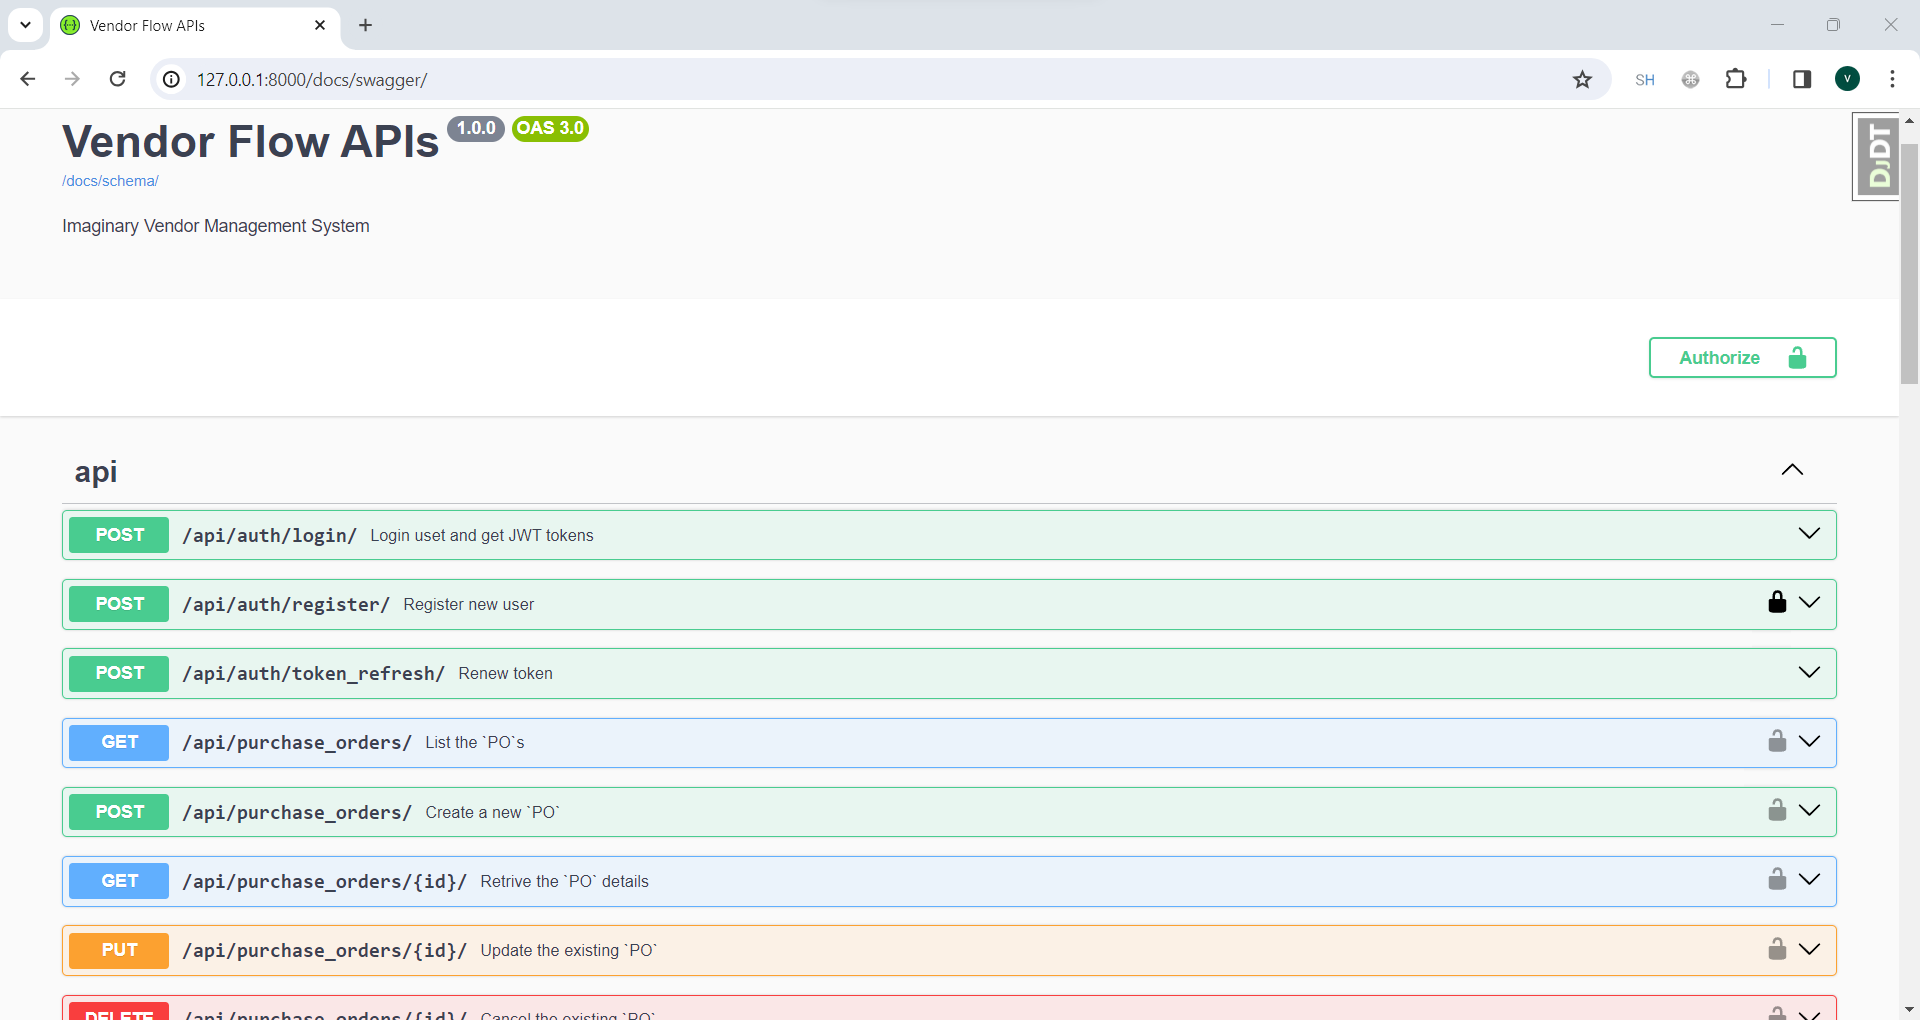 Vendor Flow APIs
127.0.0.1:8000/docs/swagger/
SH
V
Vendor Flow APIs 1.0.0 OAS 3.0
/docs/schema/
DJDT
Imaginary Vendor Management System
Authorize
api
POST /api/auth/login/ Login uset and get JWT tokens
POST /api/auth/register/ Register new user
POST /api/auth/token_refresh/ Renew token
GET /api/purchase_orders/ List the `PO`s
POST /api/purchase_orders/ Create a new `PO`
GET /api/purchase_orders/{id}/ Retrive the `PO` details
PUT /api/purchase_orders/{id}/ Update the existing `PO`
DELETE /api/purchase_orders/{id}/ Cancel the existing `PO`